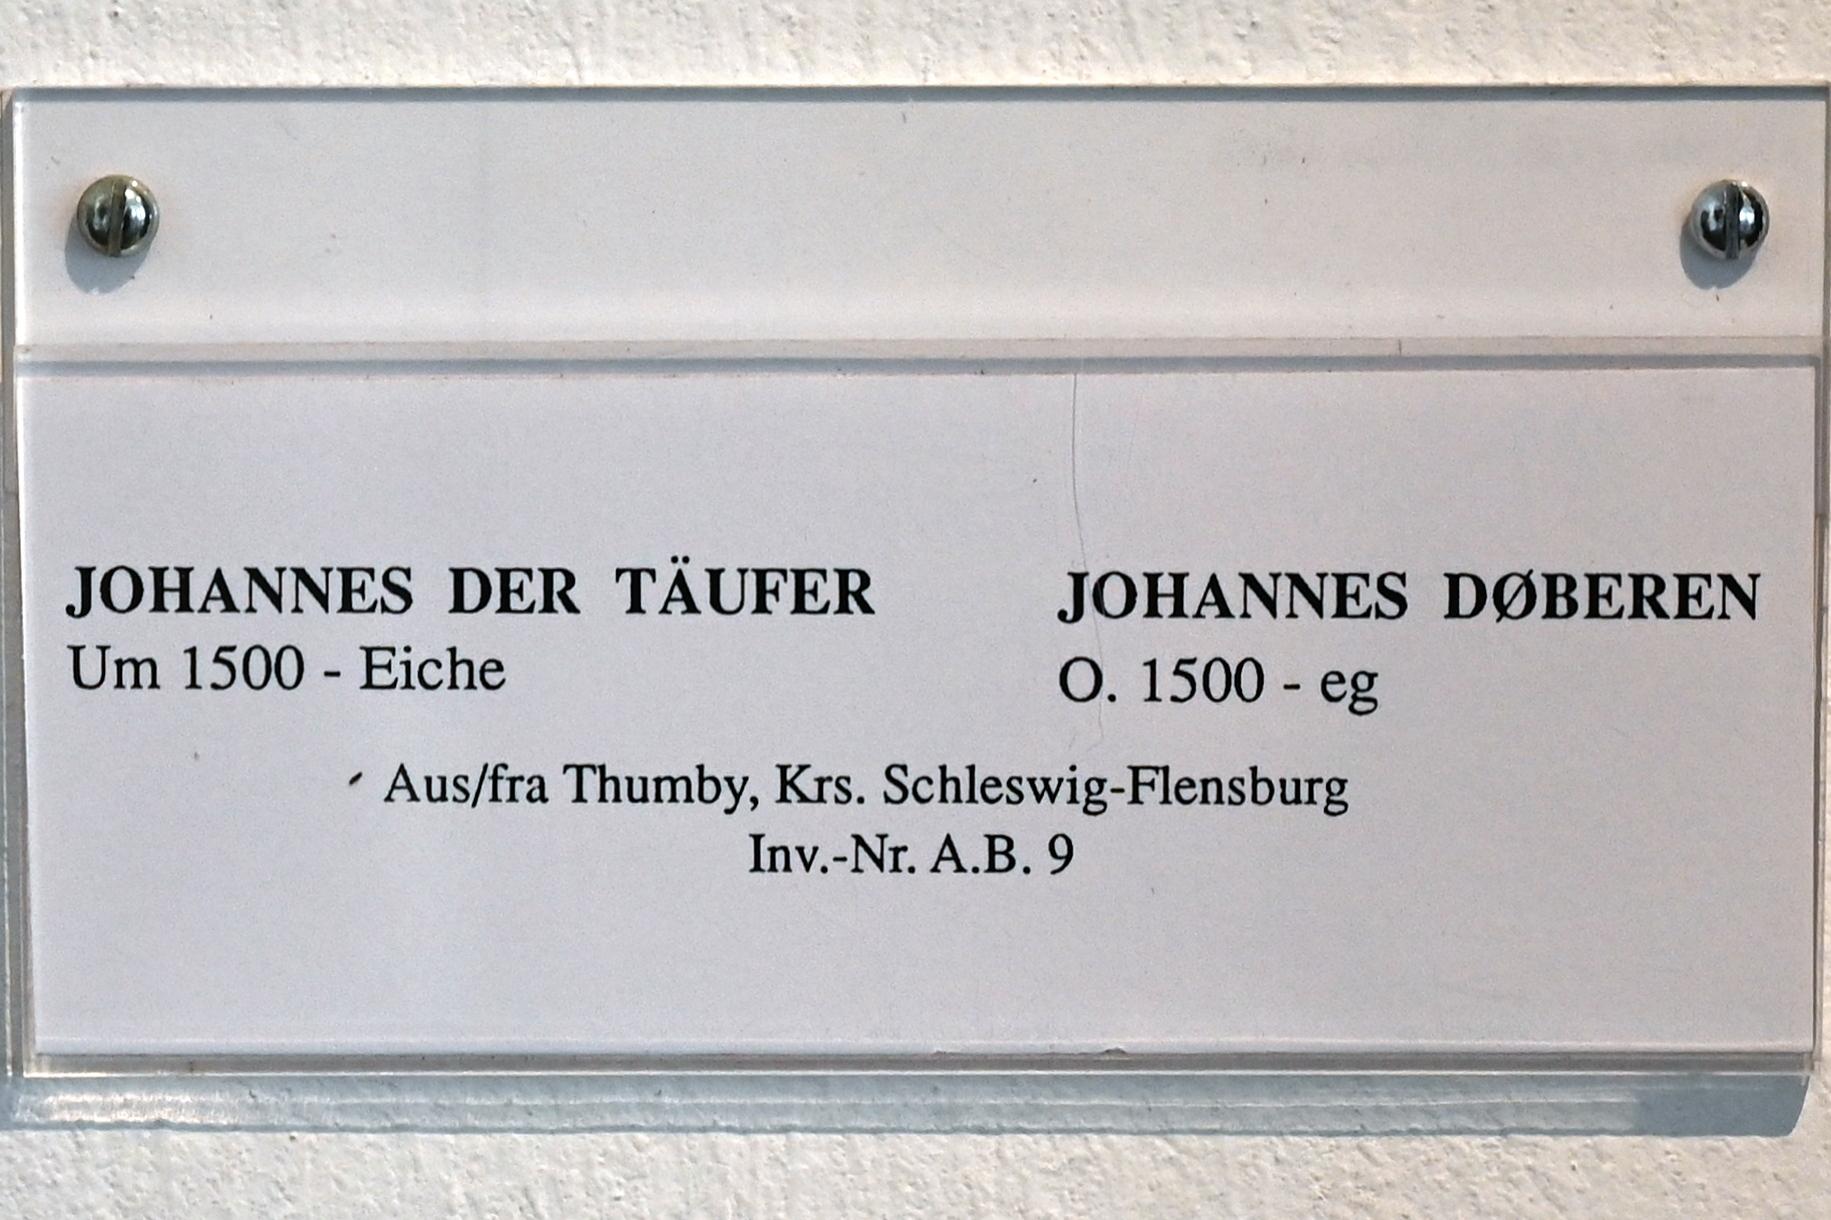 JOHANNES DER TÄUFER
Um 1500 - Eiche
JOHANNES DØBEREN
O. 1500 - eg
Aus/fra Thumby, Krs. Schleswig-Flensburg
Inv.-Nr. A.B. 9